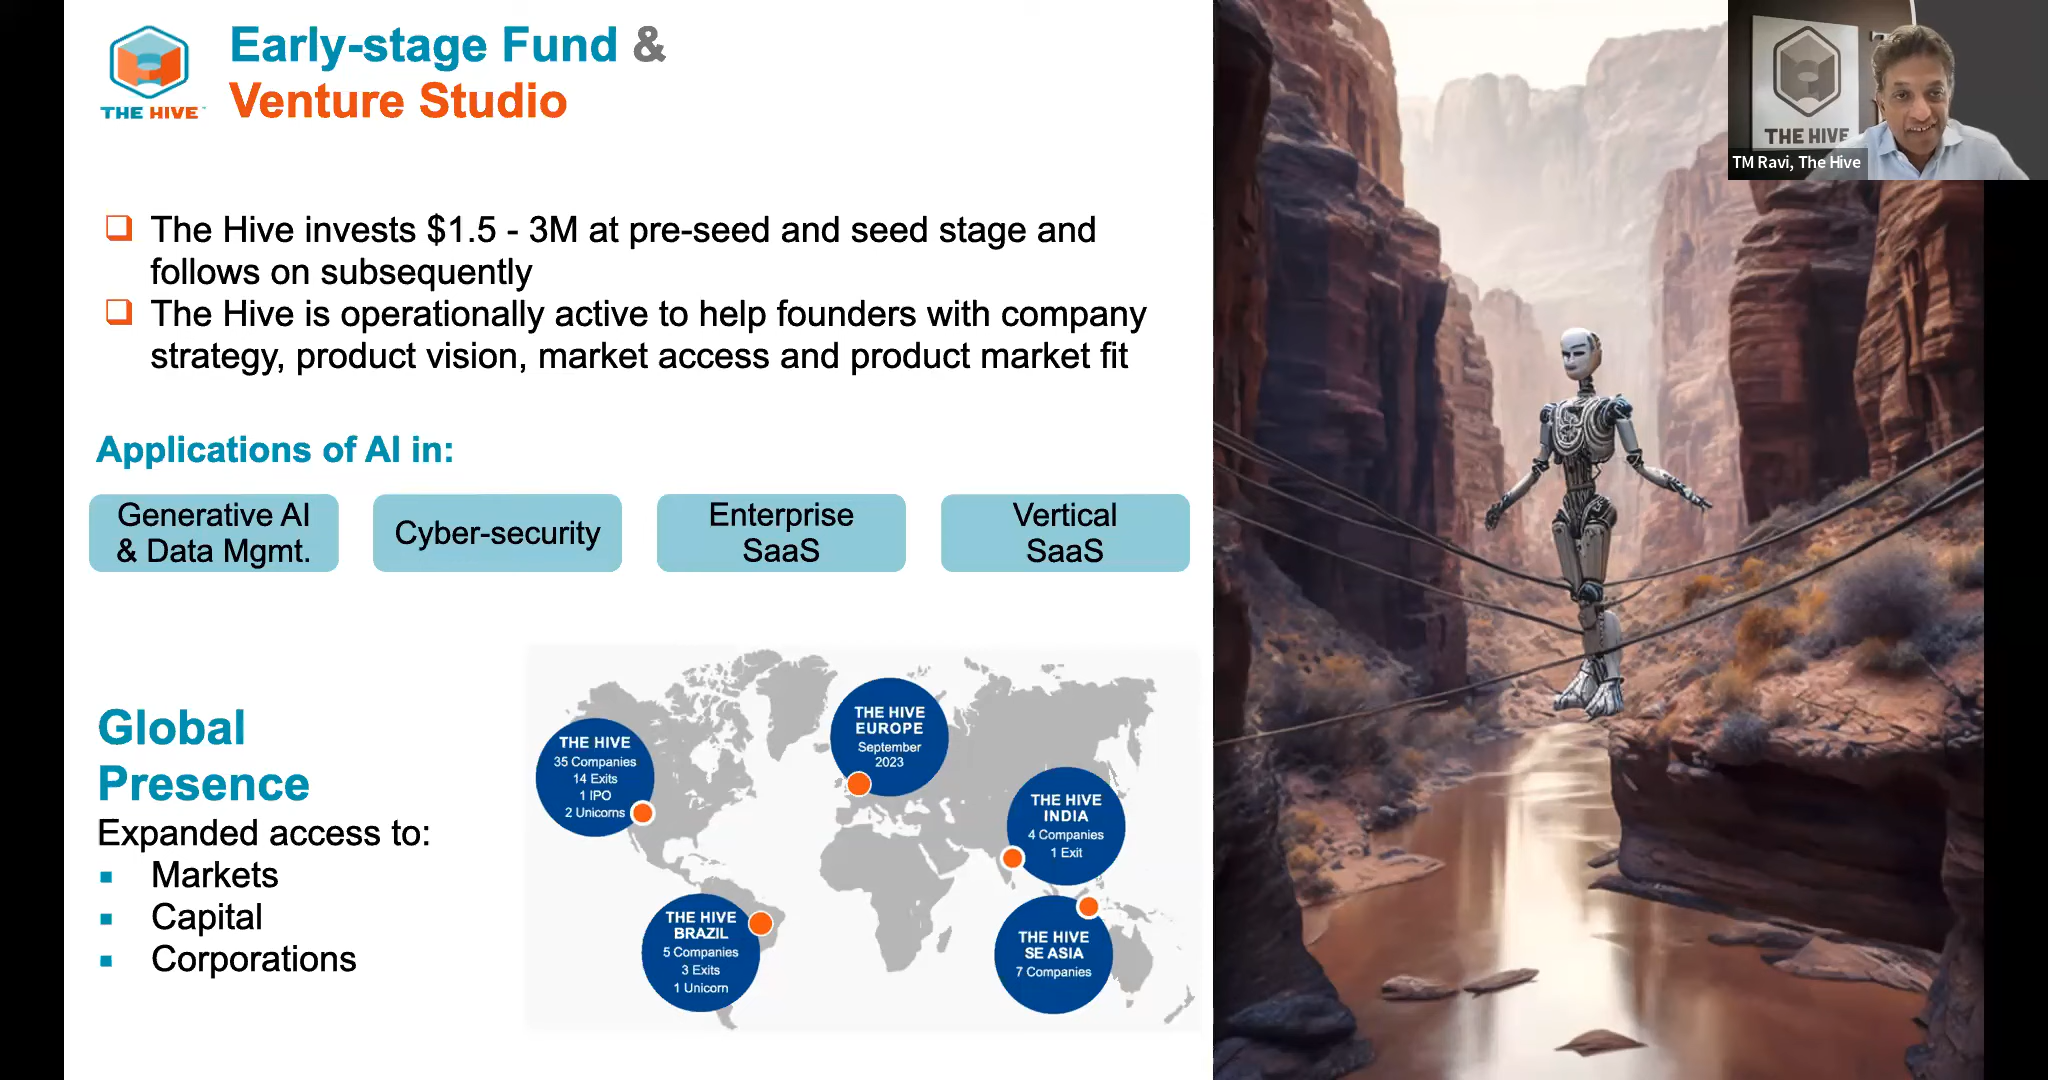 THE HIVE
Early-stage Fund &
Venture Studio
The Hive invests $1.5 - 3M at pre-seed and seed stage and
follows on subsequently
The Hive is operationally active to help founders with company
strategy, product vision, market access and product market fit
Applications of AI in:
Generative AI
& Data Mgmt.
Cyber-security
Enterprise
SaaS
Vertical
SaaS
Global
Presence
Expanded access to:
Markets
Capital
Corporations
THE HIVE
35 Companies
14 Exits
1 IPO
2 Unicorns
THE HIVE
EUROPE
September
2023
THE HIVE
INDIA
4 Companies
1 Exit
THE HIVE
BRAZIL
5 Companies
3 Exits
1 Unicorn
THE HIVE
SE ASIA
7 Companies
THE HIVE
TM Ravi, The Hive